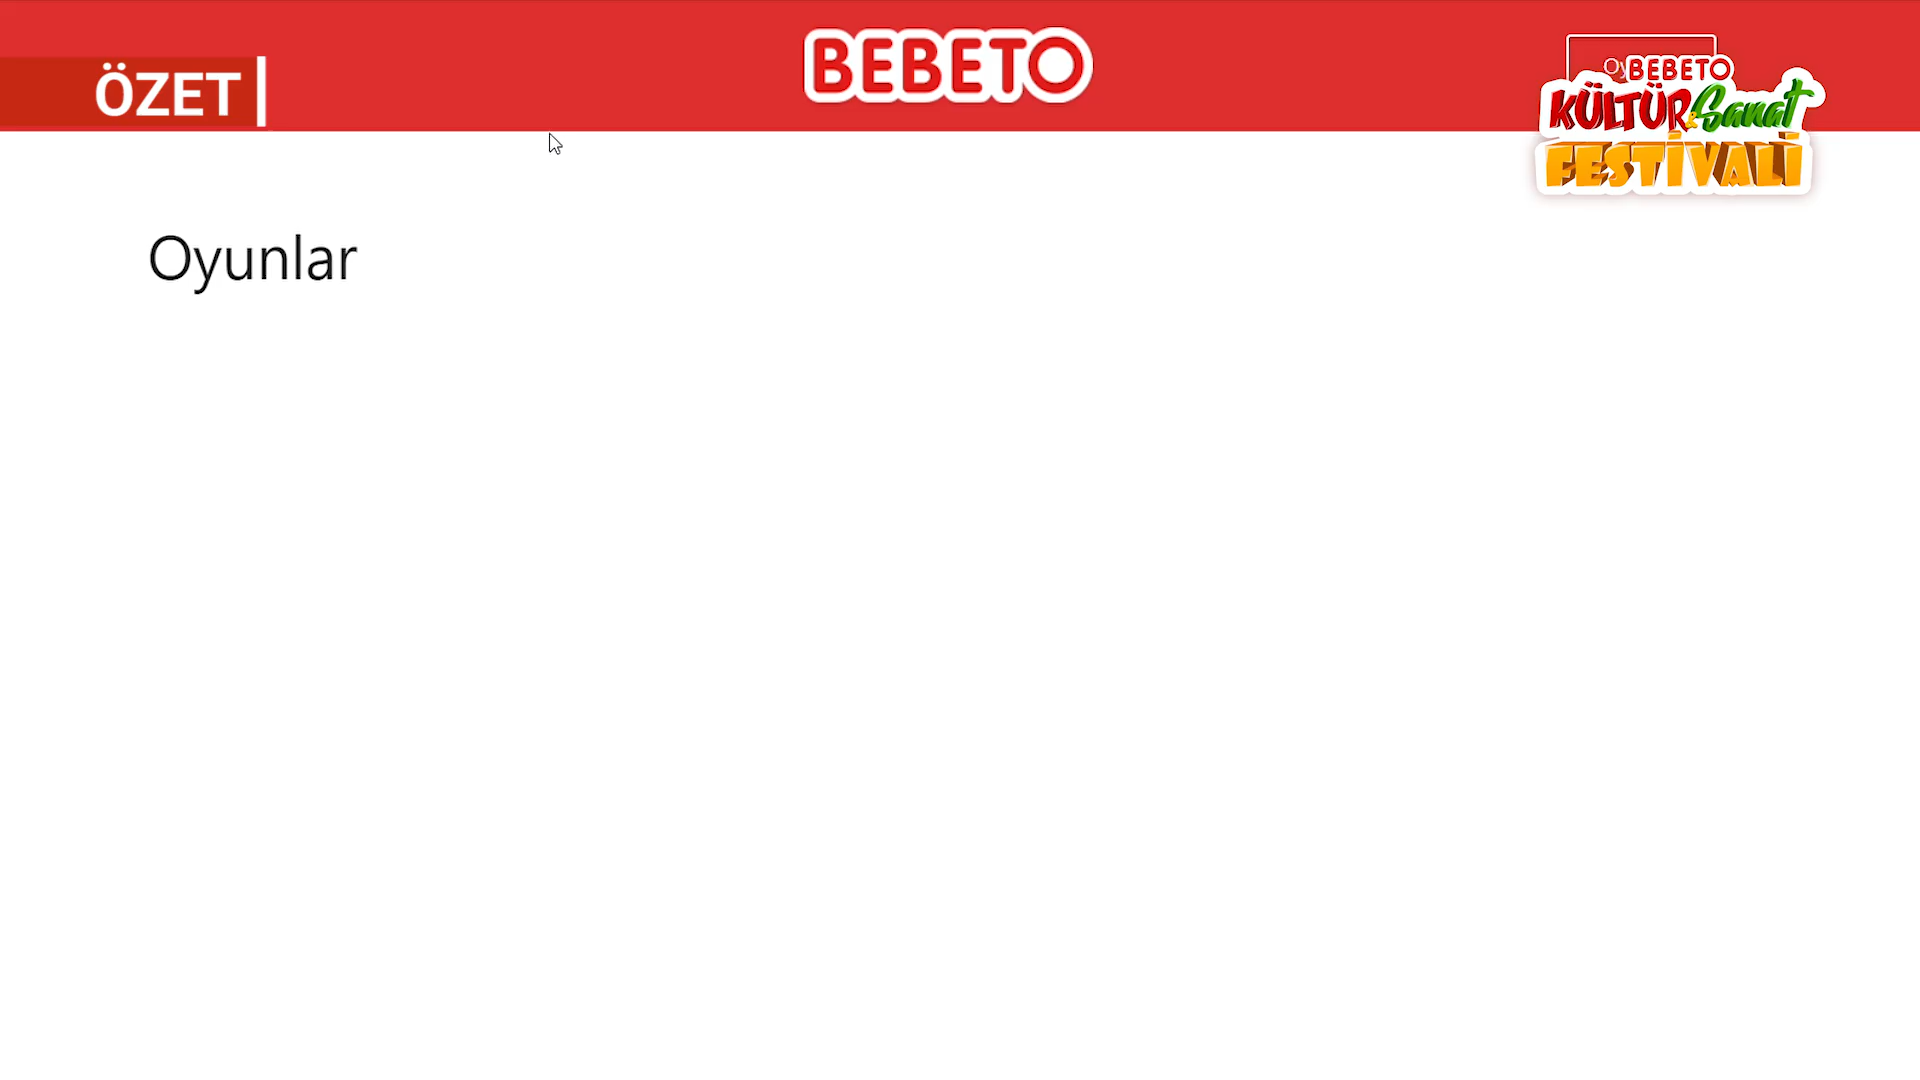 ÖZET
BEBETO
BEBETO
KÜLTÜR & Sanat
FESTİVALİ
Oyunlar